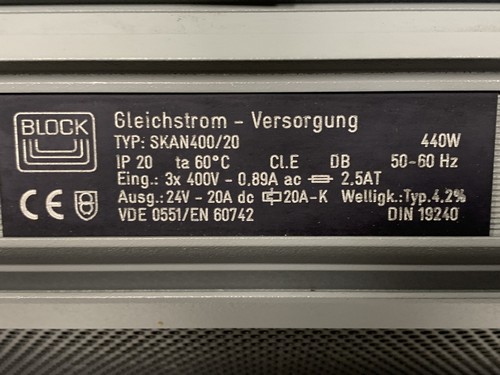 BLOCK
Gleichstrom - Versorgung
TYP: SKAN400/20 440W
IP 20 ta 60°C Cl.E DB 50-60 Hz
Eing.: 3x 400V - 0,89A ac 2,5AT
Ausg.: 24V - 20A dc 20A-K Welligk.:Typ.4,2%
CE
VDE 0551/EN 60742 DIN 19240